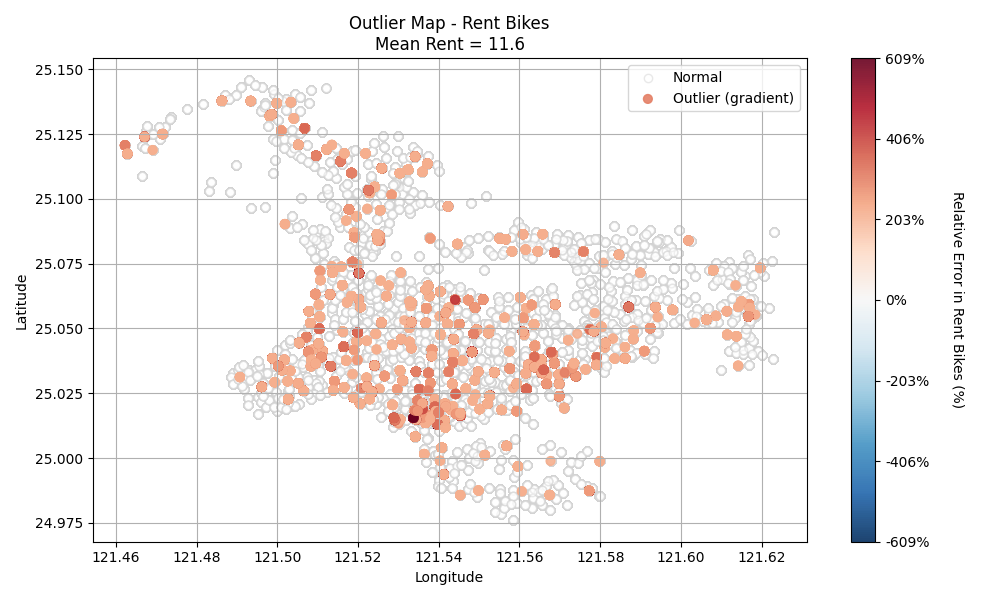 Outlier Map - Rent Bikes
Mean Rent = 11.6
Normal
Outlier (gradient)
Latitude
25.150
25.125
25.100
25.075
25.050
25.025
25.000
24.975
121.46 121.48 121.50 121.52 121.54 121.56 121.58 121.60 121.62
Longitude
609%
406%
203%
0%
-203%
-406%
-609%
Relative Error in Rent Bikes (%)